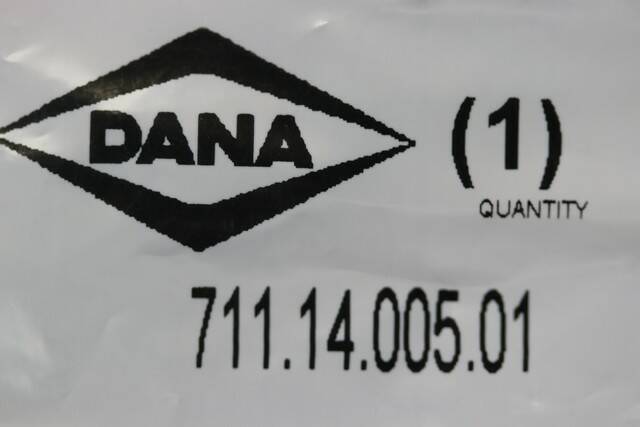 DANA
(1)
QUANTITY
711.14.005.01